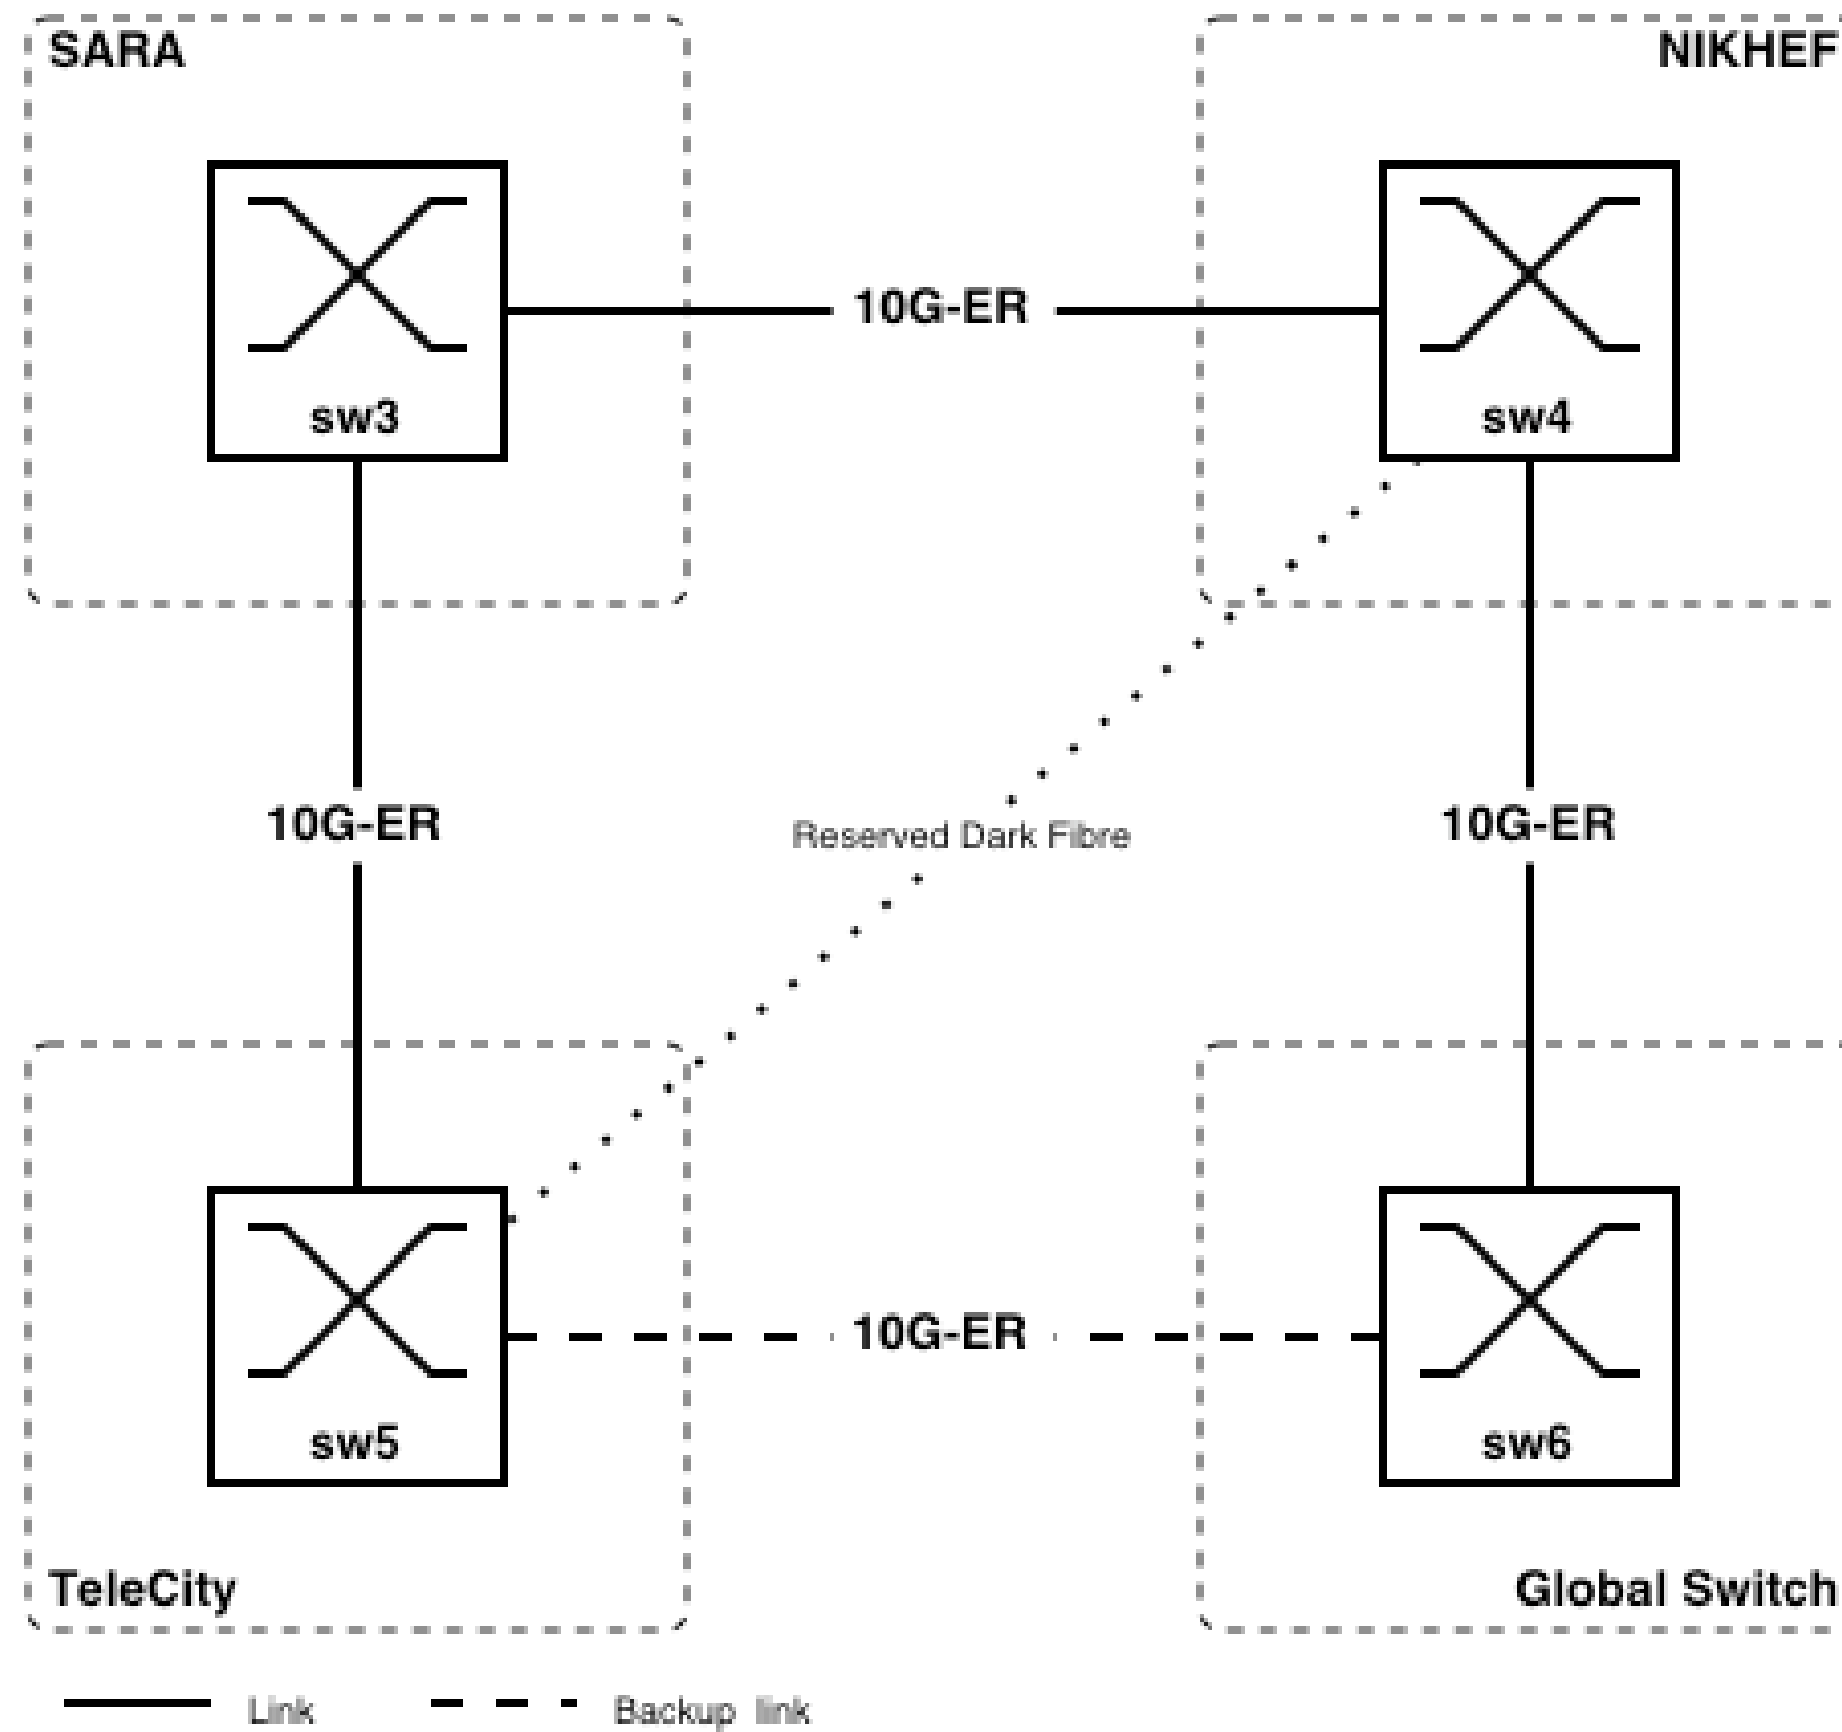 SARA
NIKHEF
sw3
10G-ER
sw4
10G-ER
Reserved Dark Fibre
10G-ER
sw5
10G-ER
sw6
TeleCity
Global Switch
Link
Backup link